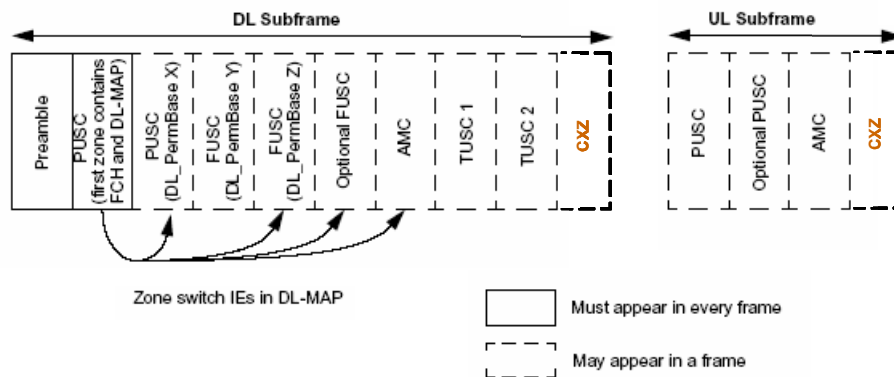 DL Subframe
UL Subframe
Preamble
PUSC
(first zone contains
FCH and DL-MAP)
PUSC
(DL_PermBase X)
FUSC
(DL_PermBase Y)
FUSC
(DL_PermBase Z)
Optional FUSC
AMC
TUSC 1
TUSC 2
CXZ
PUSC
Optional PUSC
AMC
CXZ
Zone switch IEs in DL-MAP
Must appear in every frame
May appear in a frame